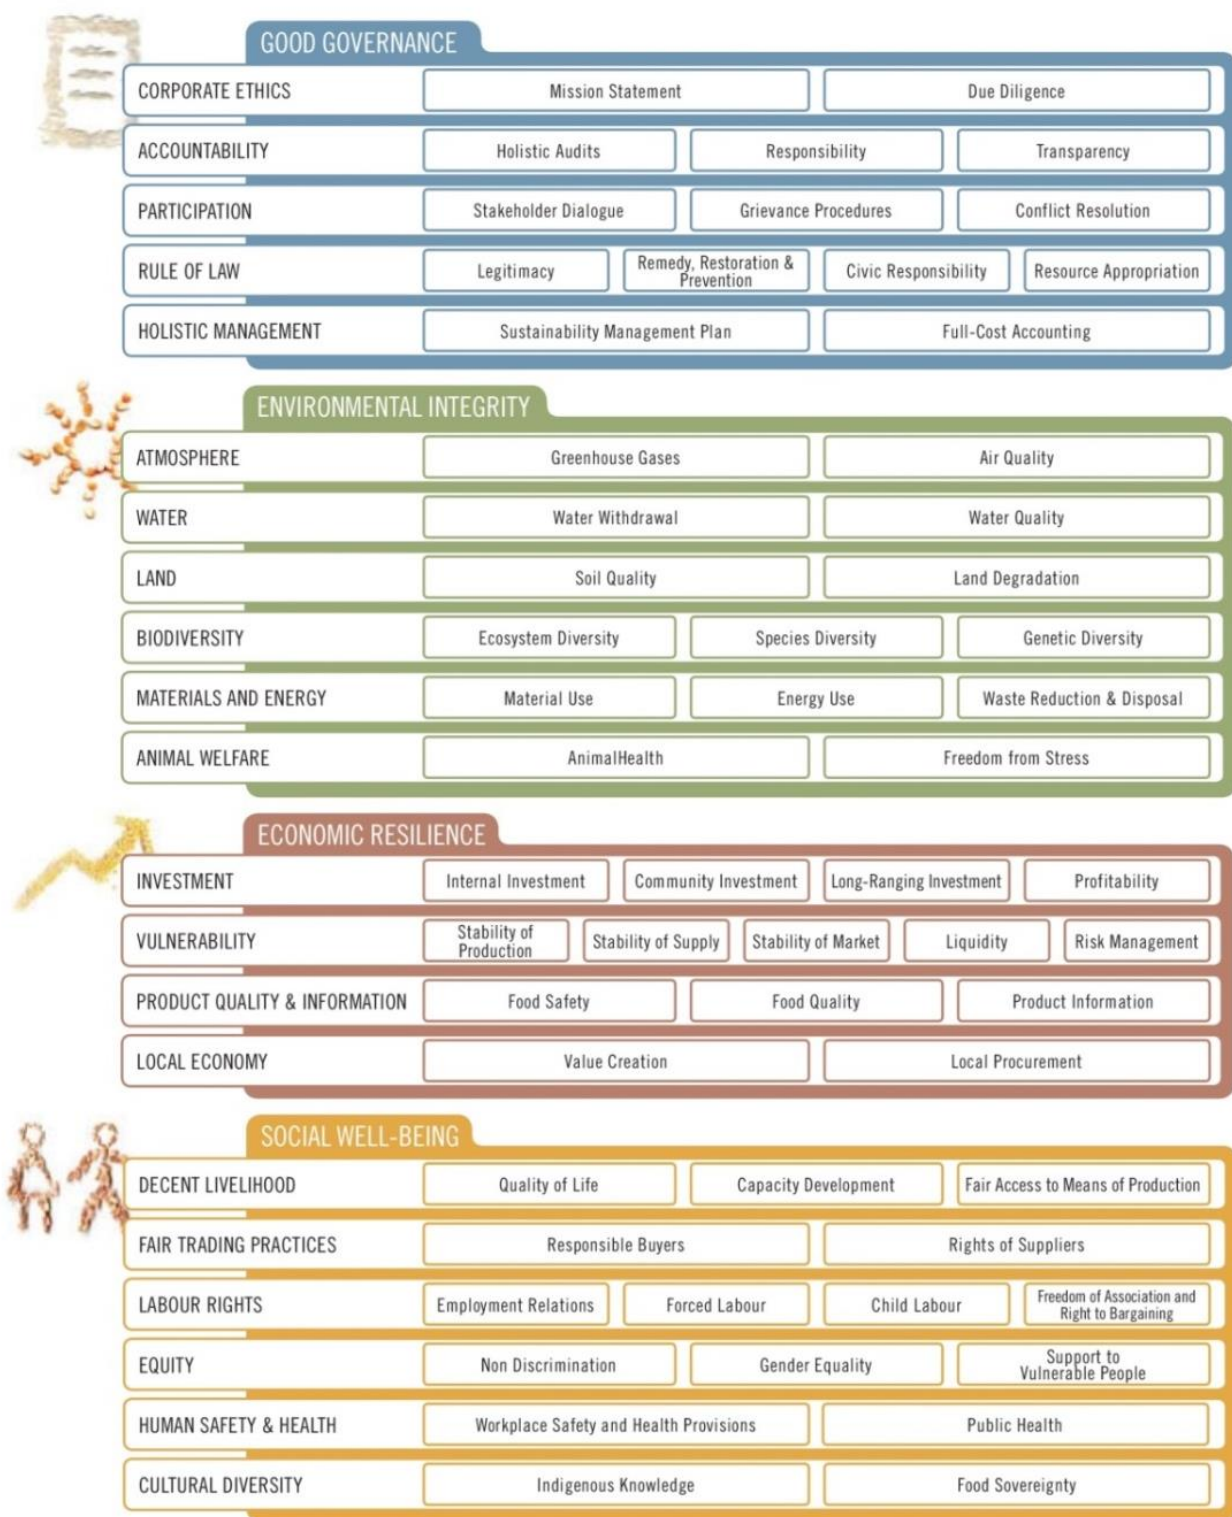 GOOD GOVERNANCE
CORPORATE ETHICS
Mission Statement
Due Diligence
ACCOUNTABILITY
Holistic Audits
Responsibility
Transparency
PARTICIPATION
Stakeholder Dialogue
Grievance Procedures
Conflict Resolution
RULE OF LAW
Legitimacy
Remedy, Restoration &
Prevention
Civic Responsibility
Resource Appropriation
HOLISTIC MANAGEMENT
Sustainability Management Plan
Full-Cost Accounting
ENVIRONMENTAL INTEGRITY
ATMOSPHERE
Greenhouse Gases
Air Quality
WATER
Water Withdrawal
Water Quality
LAND
Soil Quality
Land Degradation
BIODIVERSITY
Ecosystem Diversity
Species Diversity
Genetic Diversity
MATERIALS AND ENERGY
Material Use
Energy Use
Waste Reduction & Disposal
ANIMAL WELFARE
AnimalHealth
Freedom from Stress
ECONOMIC RESILIENCE
INVESTMENT
Internal Investment
Community Investment
Long-Ranging Investment
Profitability
VULNERABILITY
Stability of
Production
Stability of Supply
Stability of Market
Liquidity
Risk Management
PRODUCT QUALITY & INFORMATION
Food Safety
Food Quality
Product Information
LOCAL ECONOMY
Value Creation
Local Procurement
SOCIAL WELL-BEING
DECENT LIVELIHOOD
Quality of Life
Capacity Development
Fair Access to Means of Production
FAIR TRADING PRACTICES
Responsible Buyers
Rights of Suppliers
LABOUR RIGHTS
Employment Relations
Forced Labour
Child Labour
Freedom of Association and
Right to Bargaining
EQUITY
Non Discrimination
Gender Equality
Support to
Vulnerable People
HUMAN SAFETY & HEALTH
Workplace Safety and Health Provisions
Public Health
CULTURAL DIVERSITY
Indigenous Knowledge
Food Sovereignty